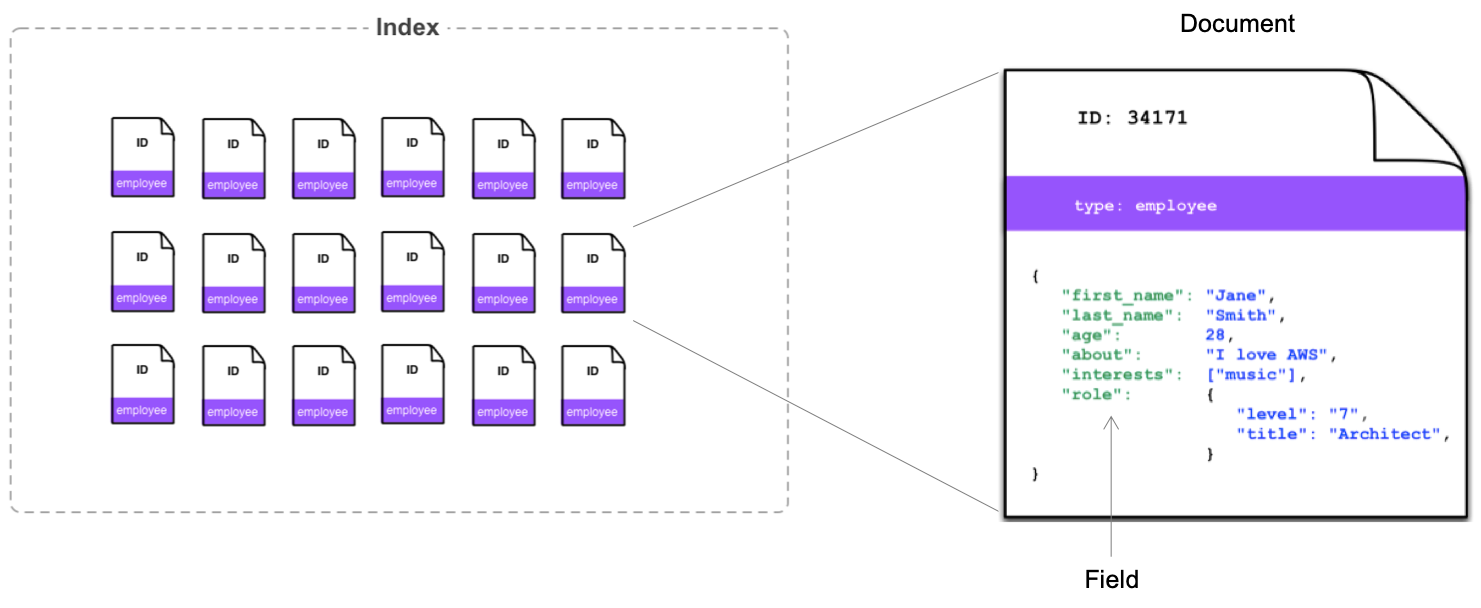 Index
Document
ID ID ID ID ID ID
employee employee employee employee employee employee
ID ID ID ID ID ID
employee employee employee employee employee employee
ID ID ID ID ID ID
employee employee employee employee employee employee
ID: 34171
type: employee
{
"first_name": "Jane",
"last_name": "Smith",
"age": 28,
"about": "I love AWS",
"interests": ["music"],
"role": {
"level": "7",
"title": "Architect",
}
}
Field